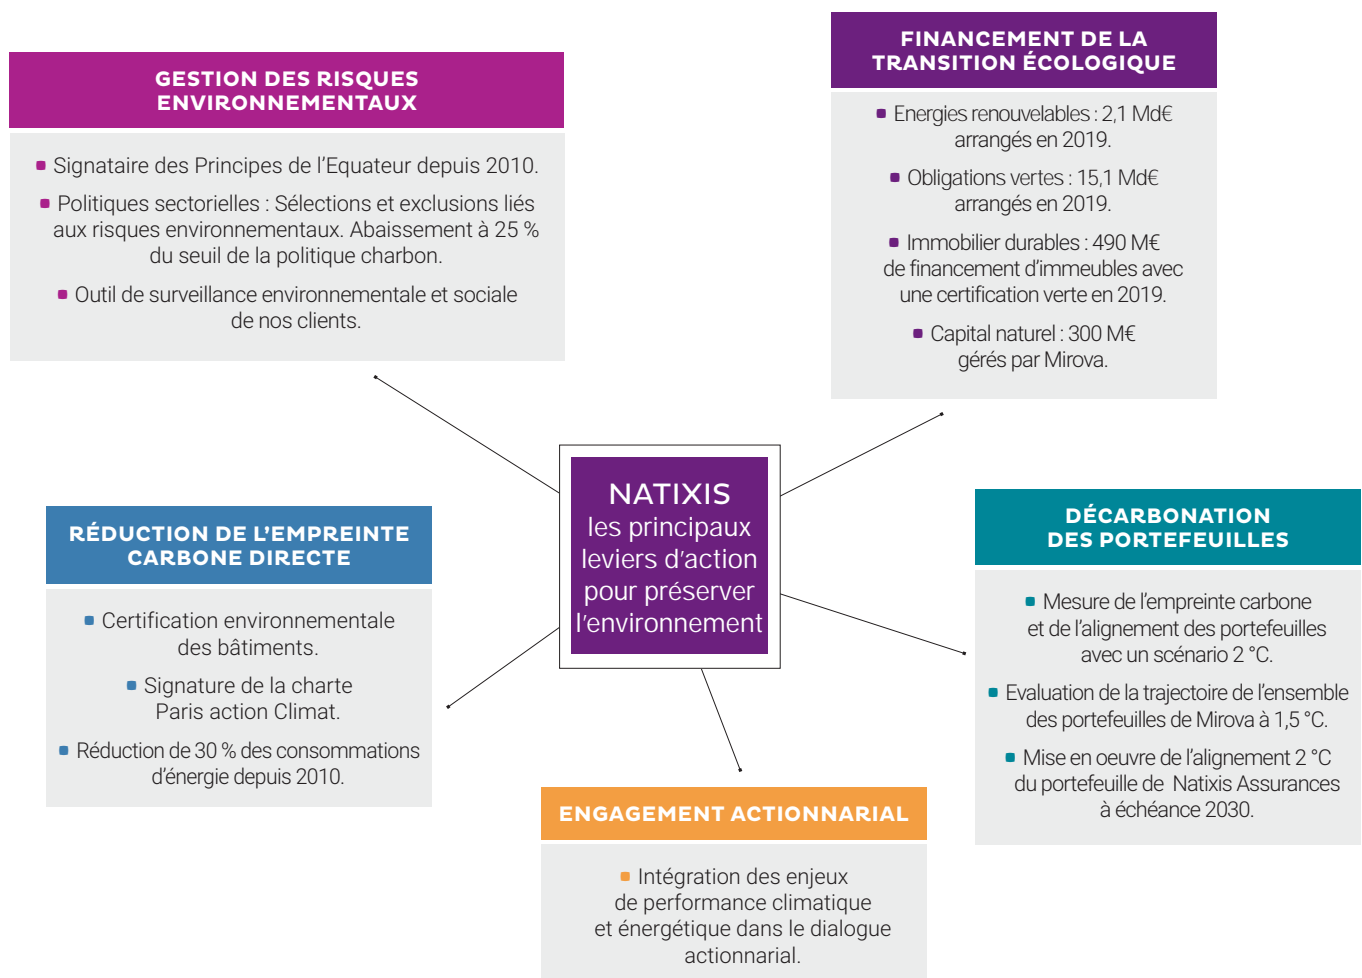 GESTION DES RISQUES
ENVIRONNEMENTAUX
Signataire des Principes de l'Equateur depuis 2010.
Politiques sectorielles : Sélections et exclusions liés
aux risques environnementaux. Abaissement à 25 %
du seuil de la politique charbon.
Outil de surveillance environnementale et sociale
de nos clients.
FINANCEMENT DE LA
TRANSITION ÉCOLOGIQUE
Energies renouvelables : 2,1 Md€
arrangés en 2019.
Obligations vertes : 15,1 Md€
arrangés en 2019.
Immobilier durables : 490 M€
de financement d'immeubles avec
une certification verte en 2019.
Capital naturel : 300 M€
gérés par Mirova.
NATIXIS
les principaux
leviers d'action
pour préserver
l'environnement
RÉDUCTION DE L'EMPREINTE
CARBONE DIRECTE
Certification environnementale
des bâtiments.
Signature de la charte
Paris action Climat.
Réduction de 30 % des consommations
d'énergie depuis 2010.
DÉCARBONATION
DES PORTEFEUILLES
Mesure de l'empreinte carbone
et de l'alignement des portefeuilles
avec un scénario 2 °C.
Evaluation de la trajectoire de l'ensemble
des portefeuilles de Mirova à 1,5 °C.
Mise en oeuvre de l'alignement 2 °C
du portefeuille de Natixis Assurances
à échéance 2030.
ENGAGEMENT ACTIONNARIAL
Intégration des enjeux
de performance climatique
et énergétique dans le dialogue
actionnarial.